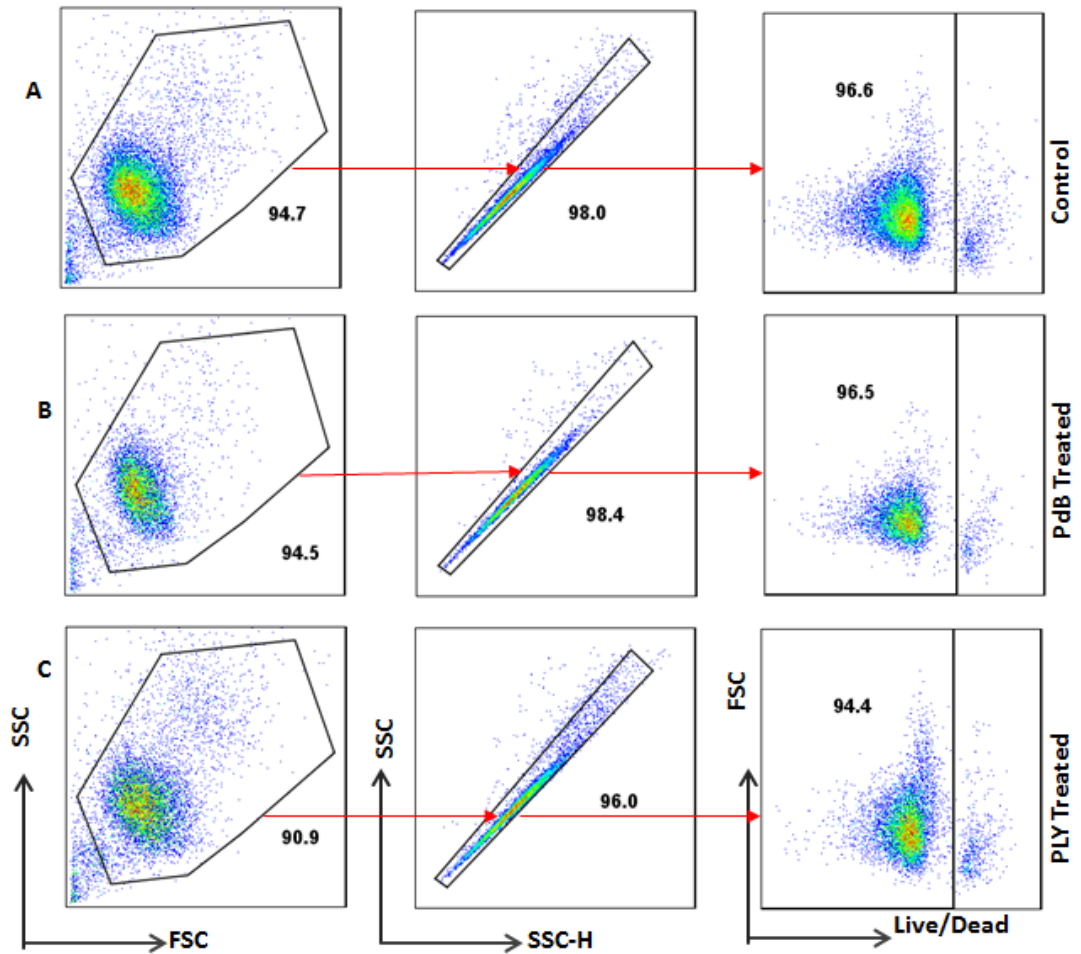 A
94.7
98.0
96.6
Control
B
94.5
98.4
96.5
PdB Treated
C
90.9
96.0
94.4
PLY Treated
SSC
FSC
SSC
SSC-H
FSC
Live/Dead